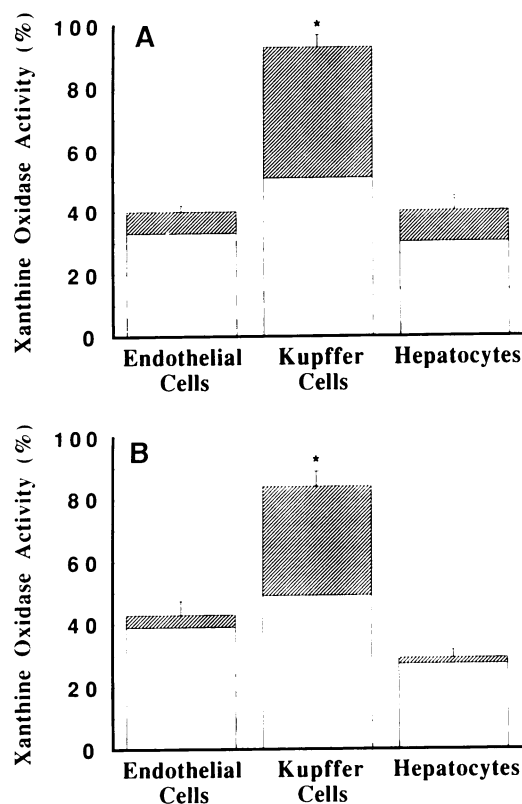 A
Xanthine Oxidase Activity (%)
100
80
60
40
20
0
*
Endothelial Cells
Kupffer Cells
Hepatocytes
B
Xanthine Oxidase Activity (%)
100
80
60
40
20
0
*
Endothelial Cells
Kupffer Cells
Hepatocytes